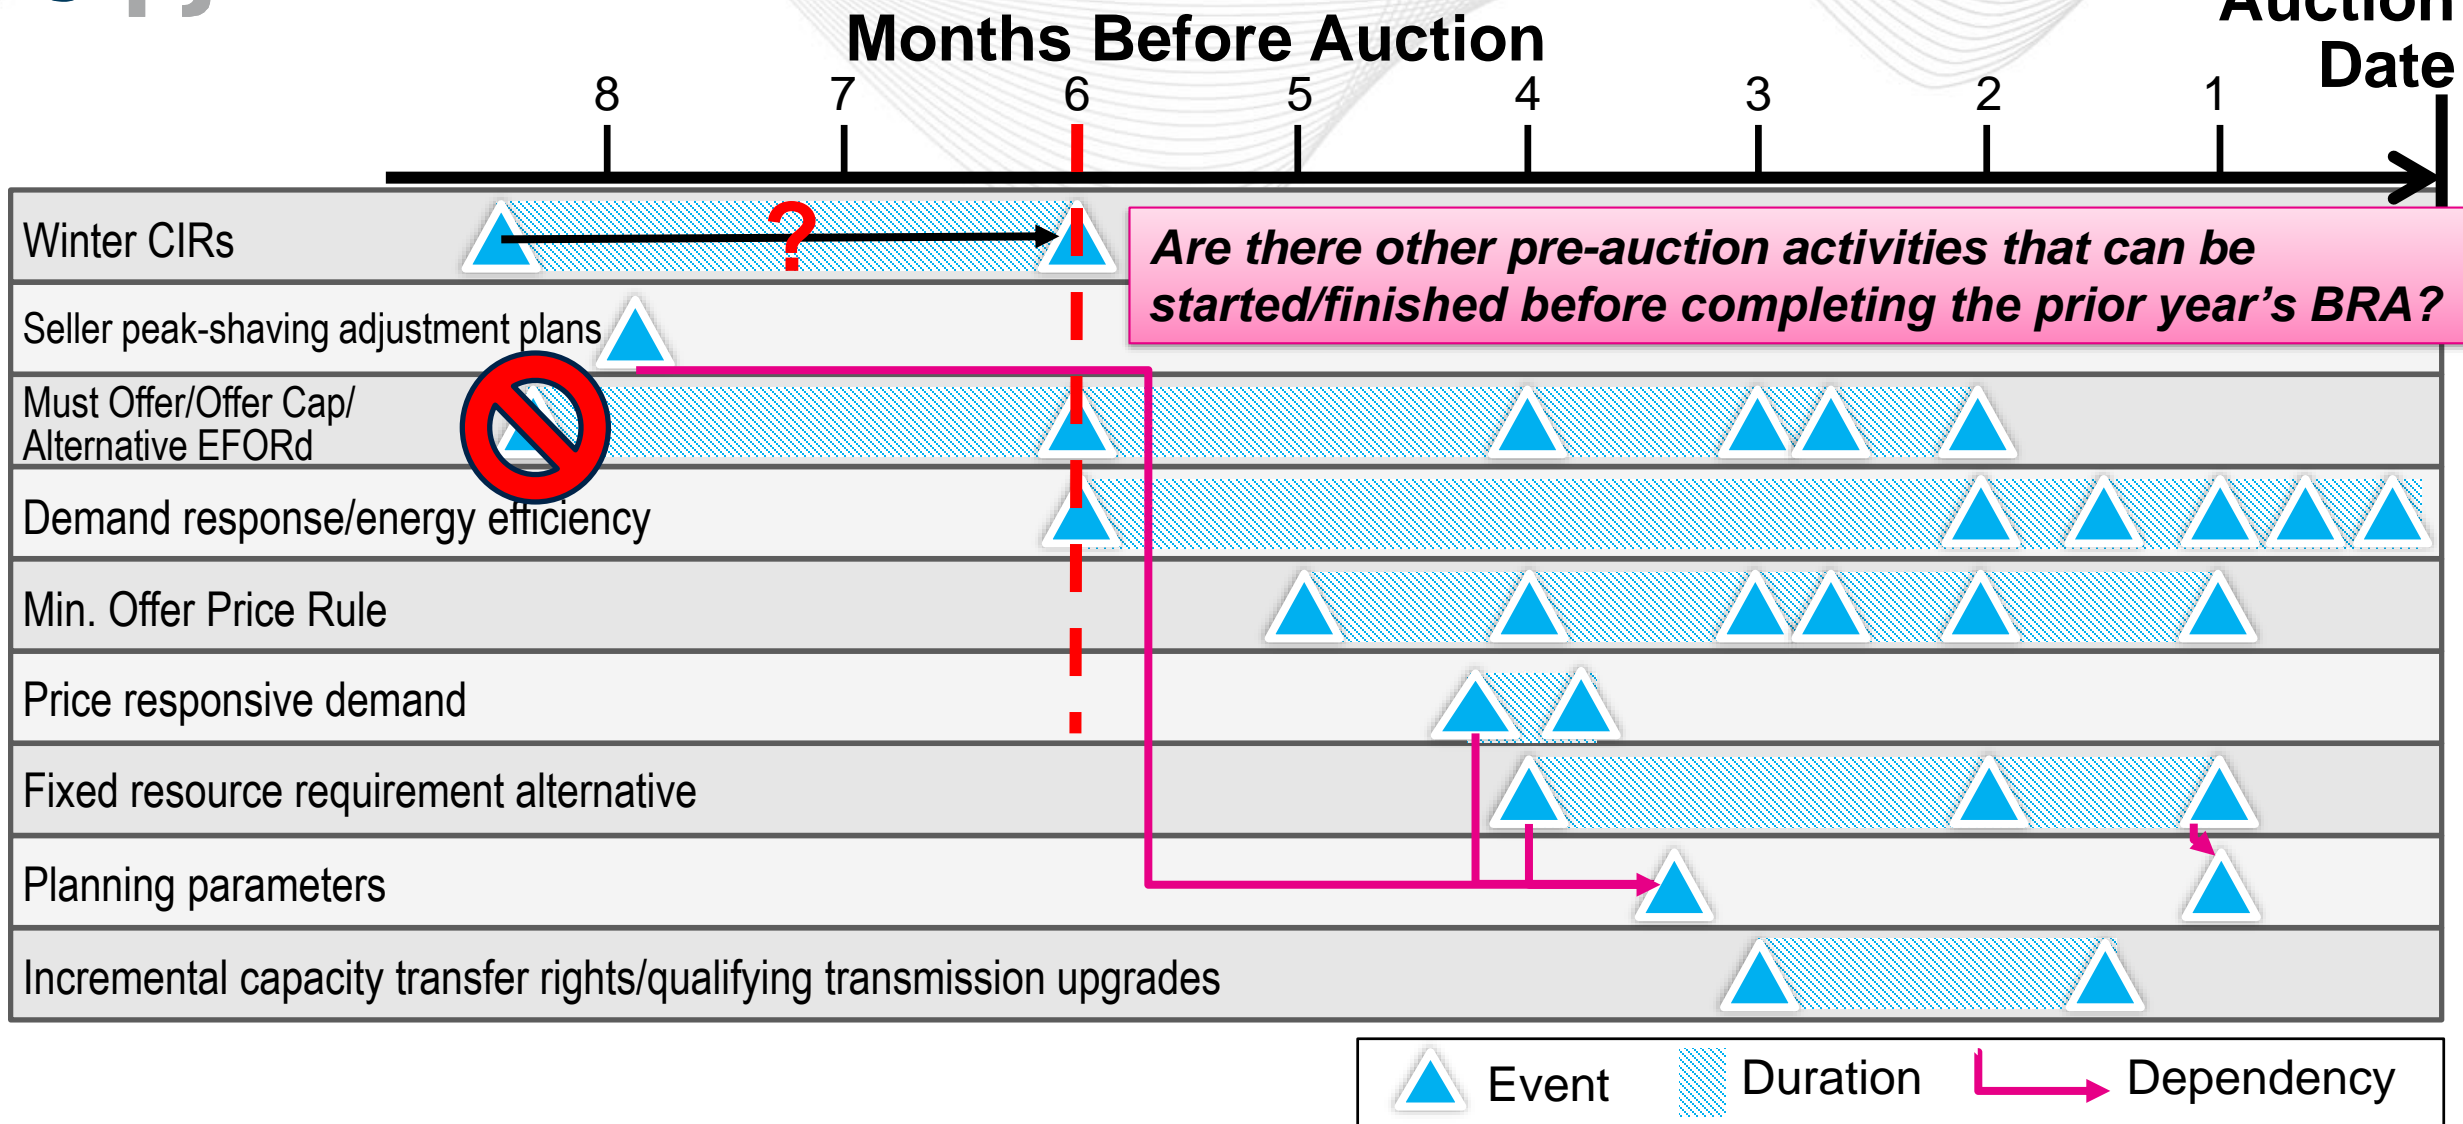 Auction
Months Before Auction
Date
8 7 6 5 4 3 2 1
Winter CIRs
?
Are there other pre-auction activities that can be
started/finished before completing the prior year’s BRA?
Seller peak-shaving adjustment plans
Must Offer/Offer Cap/
Alternative EFORd
Demand response/energy efficiency
Min. Offer Price Rule
Price responsive demand
Fixed resource requirement alternative
Planning parameters
Incremental capacity transfer rights/qualifying transmission upgrades
Event Duration Dependency